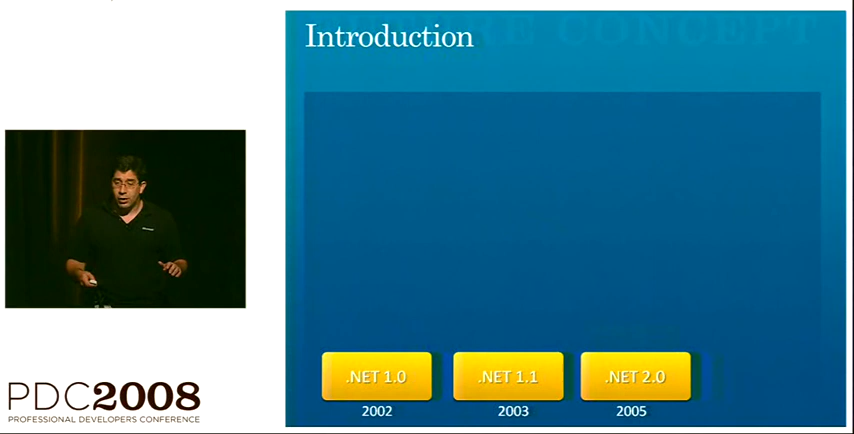 Introduction
.NET 1.0
.NET 1.1
.NET 2.0
2002
2003
2005
PDC2008
PROFESSIONAL DEVELOPERS CONFERENCE